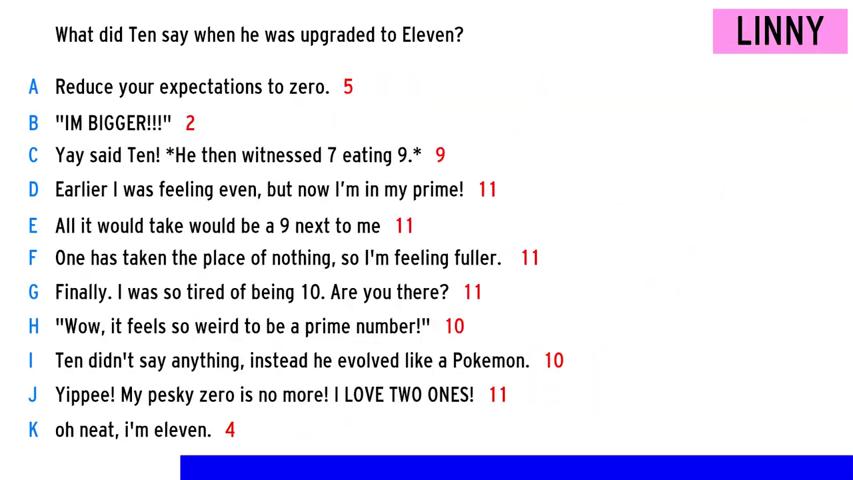 What did Ten say when he was upgraded to Eleven?
LINNY
A Reduce your expectations to zero. 5
B "IM BIGGER!!!" 2
C Yay said Ten! *He then witnessed 7 eating 9.* 9
D Earlier I was feeling even, but now I'm in my prime! 11
E All it would take would be a 9 next to me 11
F One has taken the place of nothing, so I'm feeling fuller. 11
G Finally. I was so tired of being 10. Are you there? 11
H "Wow, it feels so weird to be a prime number!" 10
I Ten didn't say anything, instead he evolved like a Pokemon. 10
J Yippee! My pesky zero is no more! I LOVE TWO ONES! 11
K oh neat, i'm eleven. 4